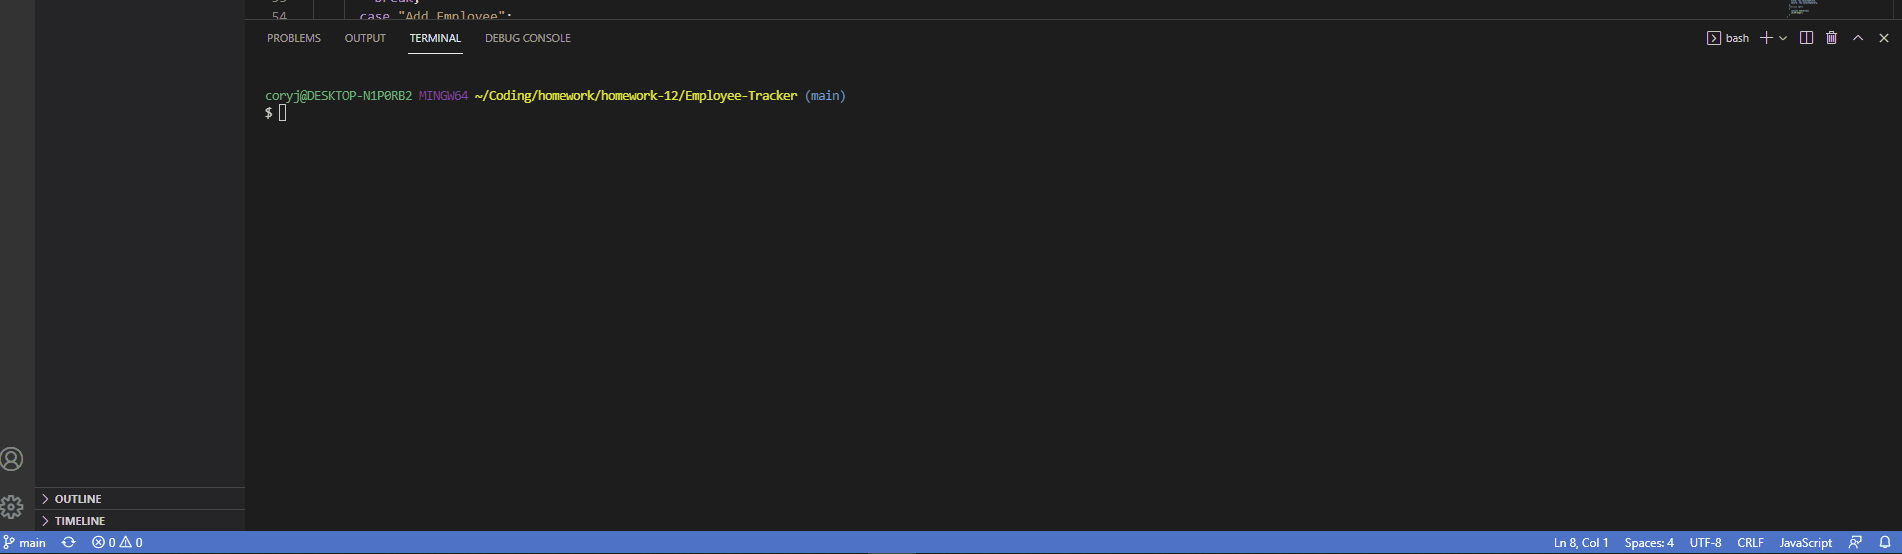 break;
54 case "Add Employee":
PROBLEMS OUTPUT TERMINAL DEBUG CONSOLE bash
coryj@DESKTOP-N1P0RB2 MINGW64 ~/Coding/homework/homework-12/Employee-Tracker (main)
$
OUTLINE
TIMELINE
main 0 0 Ln 8, Col 1 Spaces: 4 UTF-8 CRLF JavaScript